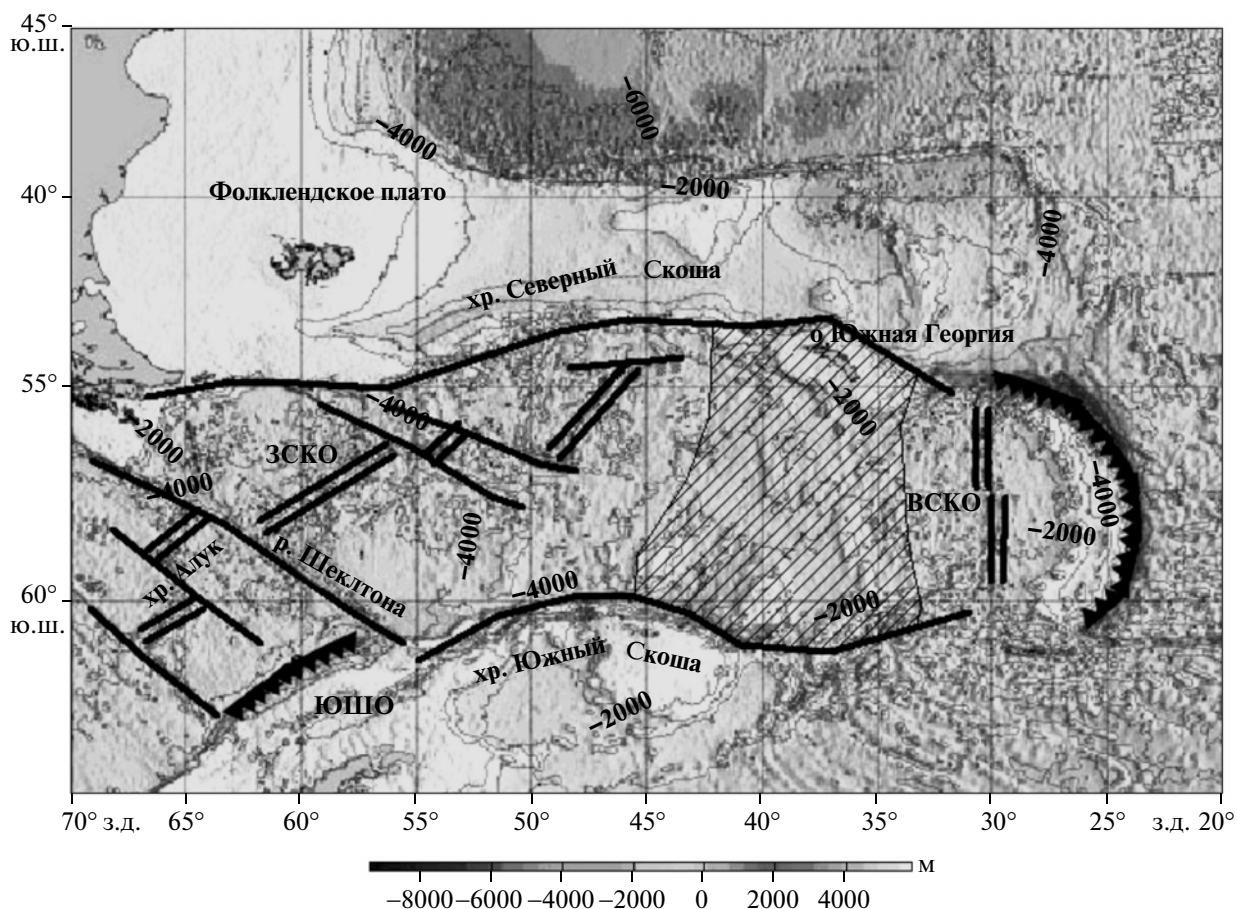 45°
ю.ш.
−6000
−4000
Фолклендское плато
−2000
40°
−4000
хр. Северный Скоша
о Южная Георгия
55°
−4000
−2000
−2000
ЗСКО
−4000
−4000
ВСКО
−4000
−2000
хр. Алук
р. Шеклтона
−4000
60°
ю.ш.
−2000
хр. Южный Скоша
−2000
ЮШО
70° з.д. 65° 60° 55° 50° 45° 40° 35° 30° 25° з.д. 20°
м
−8000 −6000 −4000 −2000 0 2000 4000